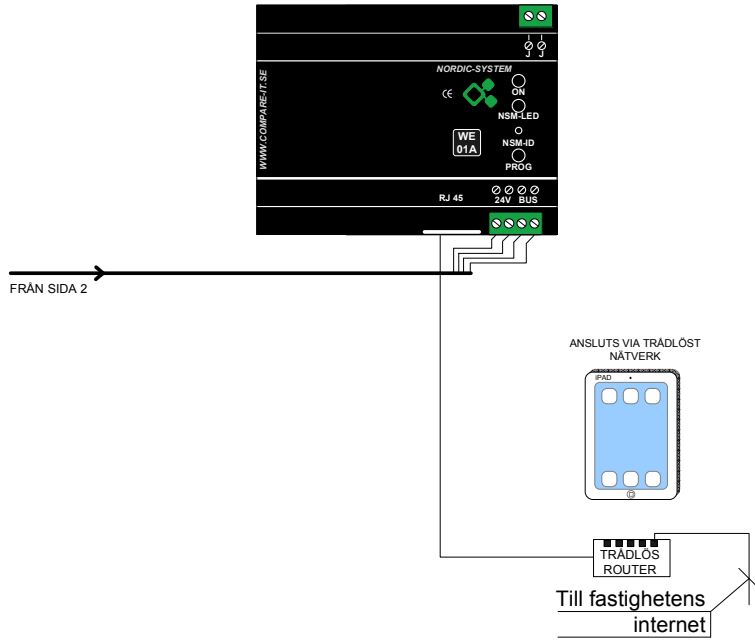 NORDIC-SYSTEM
WWW.COMPARE-IT.SE
CE
ON
NSM-LED
WE
01A
NSM-ID
PROG
RJ 45
24V BUS
FRÅN SIDA 2
ANSLUTS VIA TRÅDLÖST
NÄTVERK
iPAD
TRÅDLÖS
ROUTER
Till fastighetens
internet